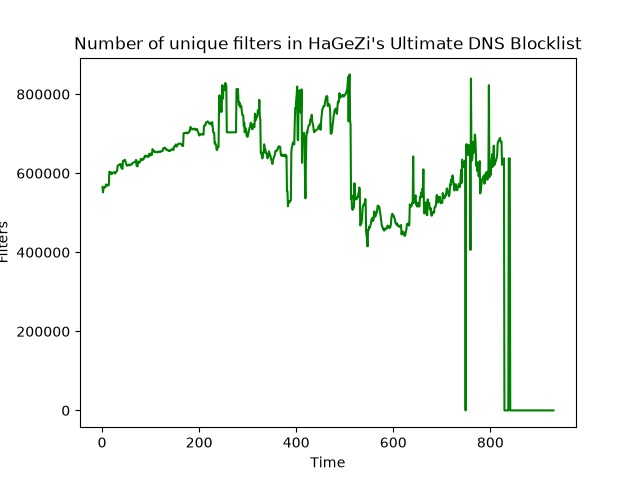 Number of unique filters in HaGeZi's Ultimate DNS Blocklist
800000
600000
400000
200000
0
Filters
0 200 400 600 800
Time